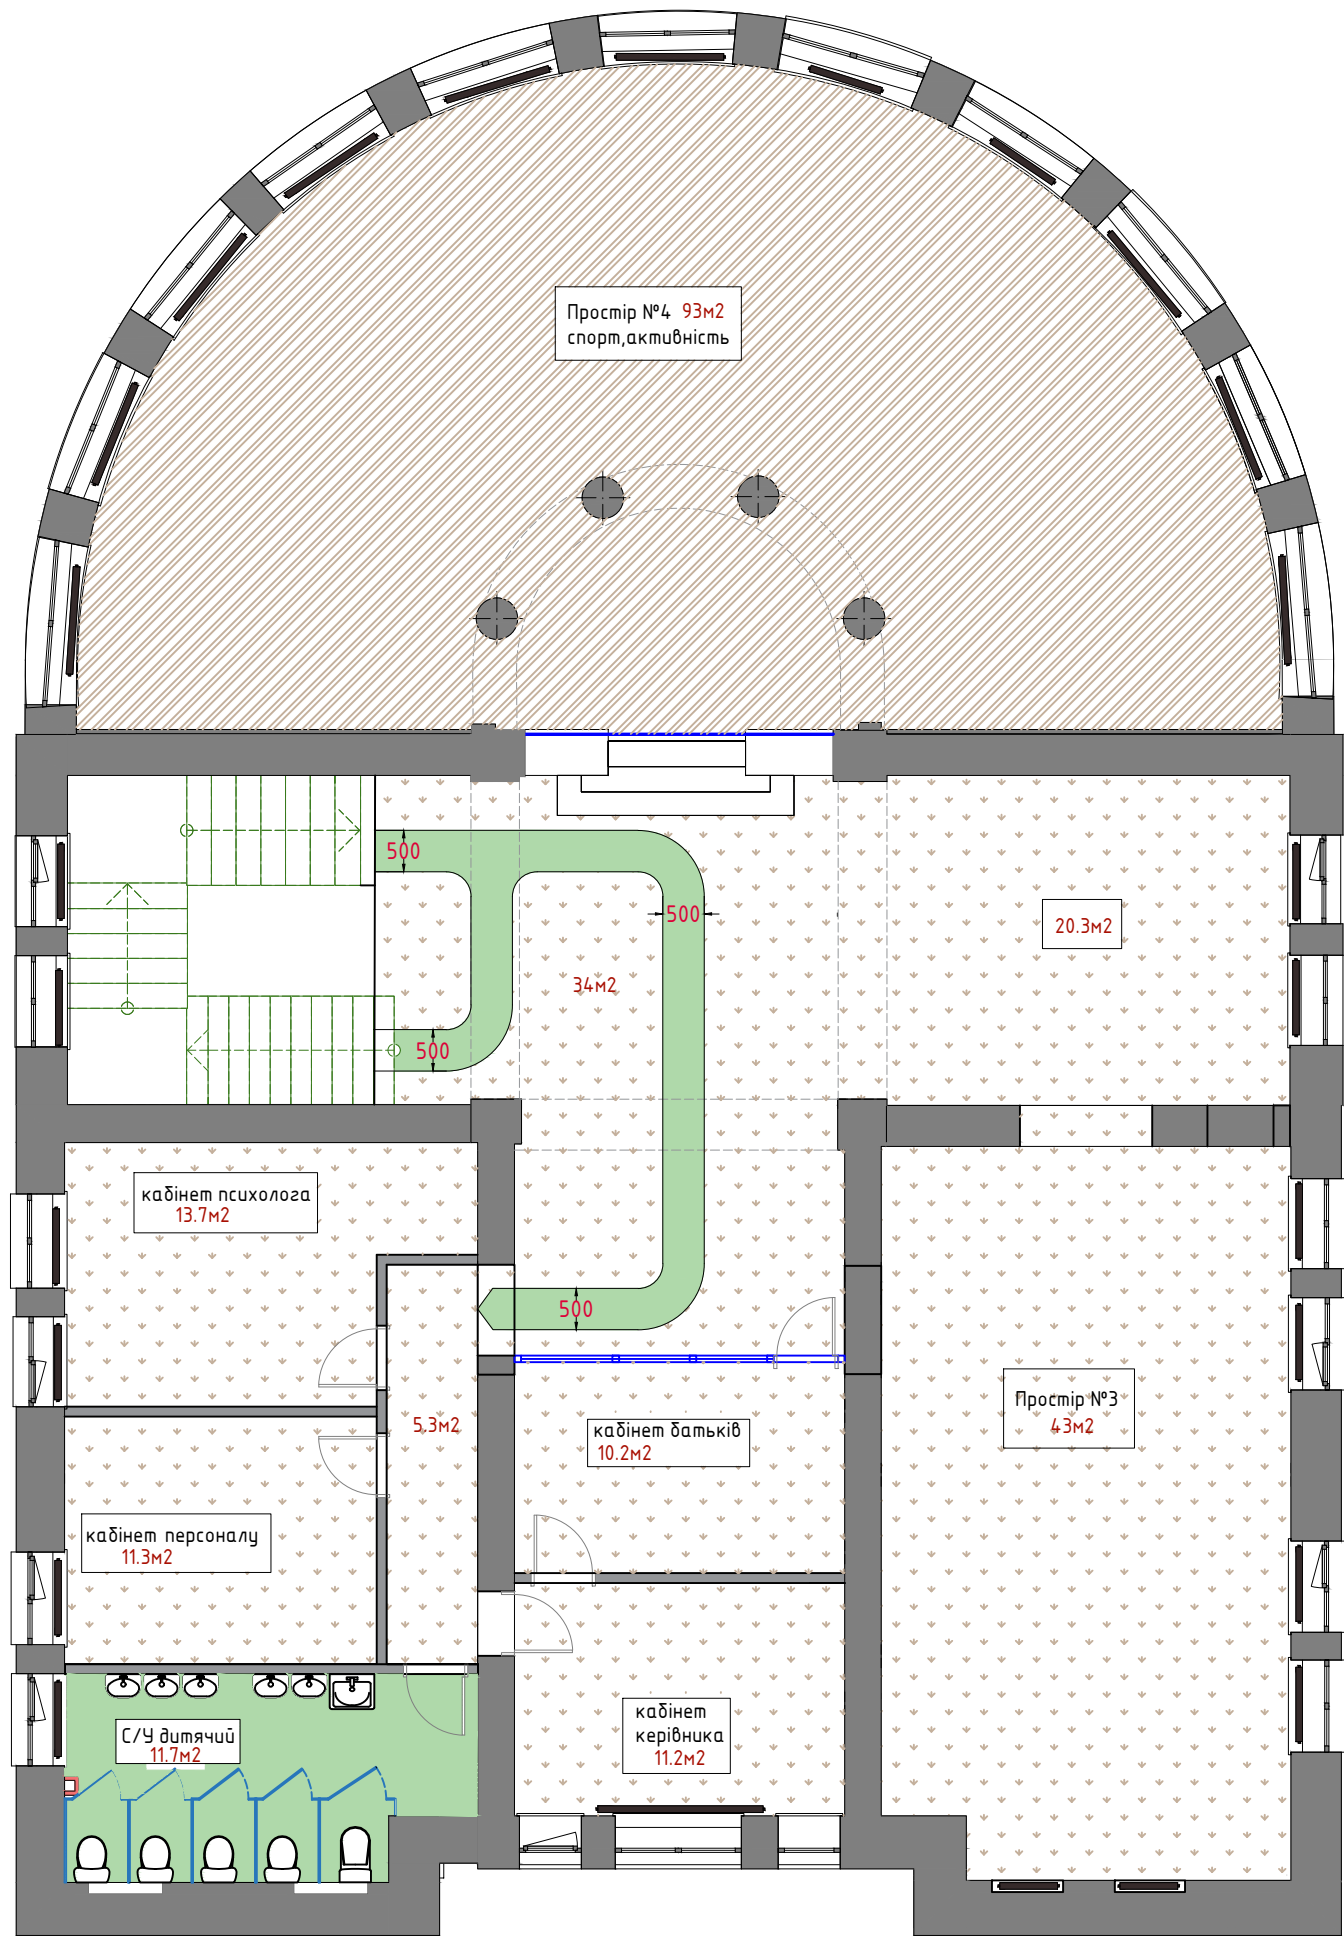 Простір №4 93м2
спорт,активність
500
500
20.3м2
34м2
500
кабінет психолога
13.7м2
500
Простір №3
43м2
5.3м2
кабінет батьків
10.2м2
кабінет персоналу
11.3м2
кабінет
керівника
11.2м2
С/У дитячий
11.7м2